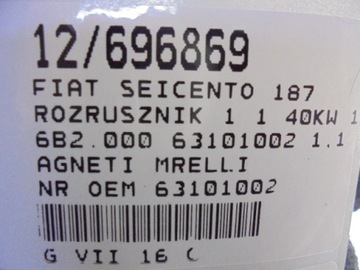 12/696869
FIAT SEICENTO 187
ROZRUSZNIK 1 1 40KW 1
6B2.000 63101002 1.1
AGNETI MRELLI
NR OEM 63101002
G VII 16 C